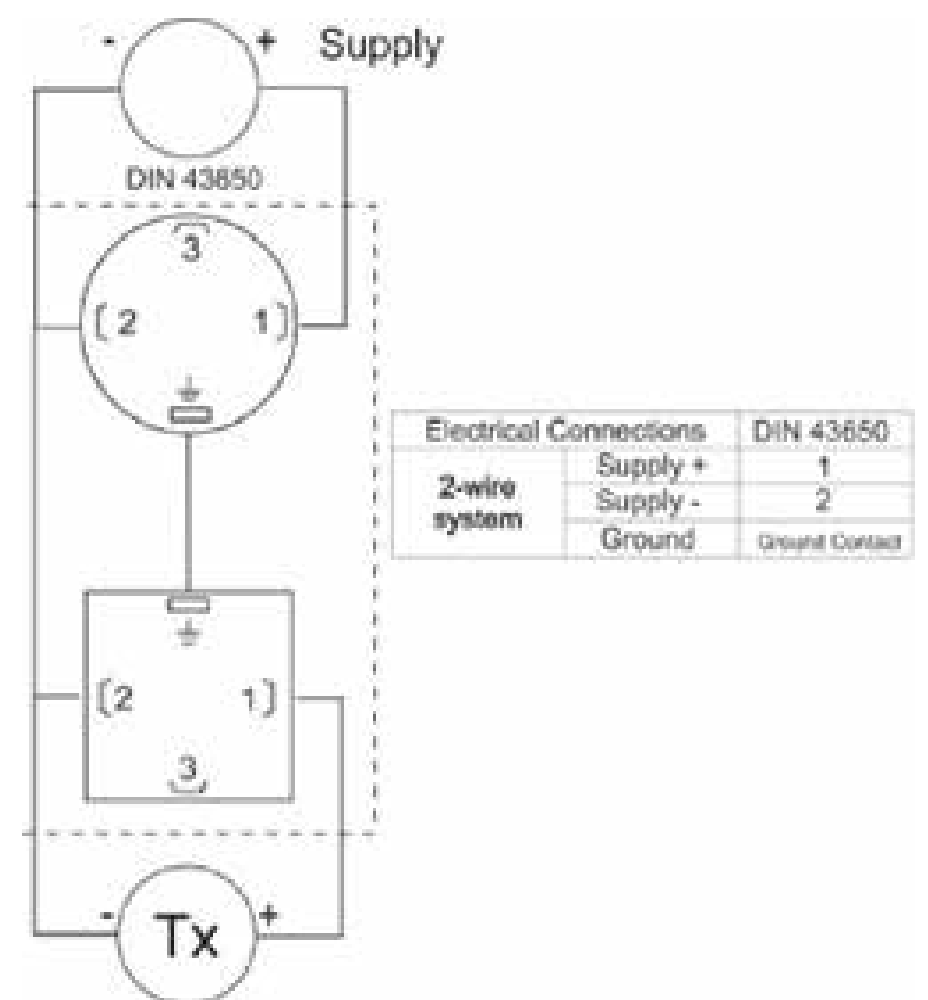 - + Supply
DIN 43650
3
2 1
2 1
3
- +
Tx
Electrical Connections DIN 43650
2-wire system
Supply + 1
Supply - 2
Ground Ground Contact